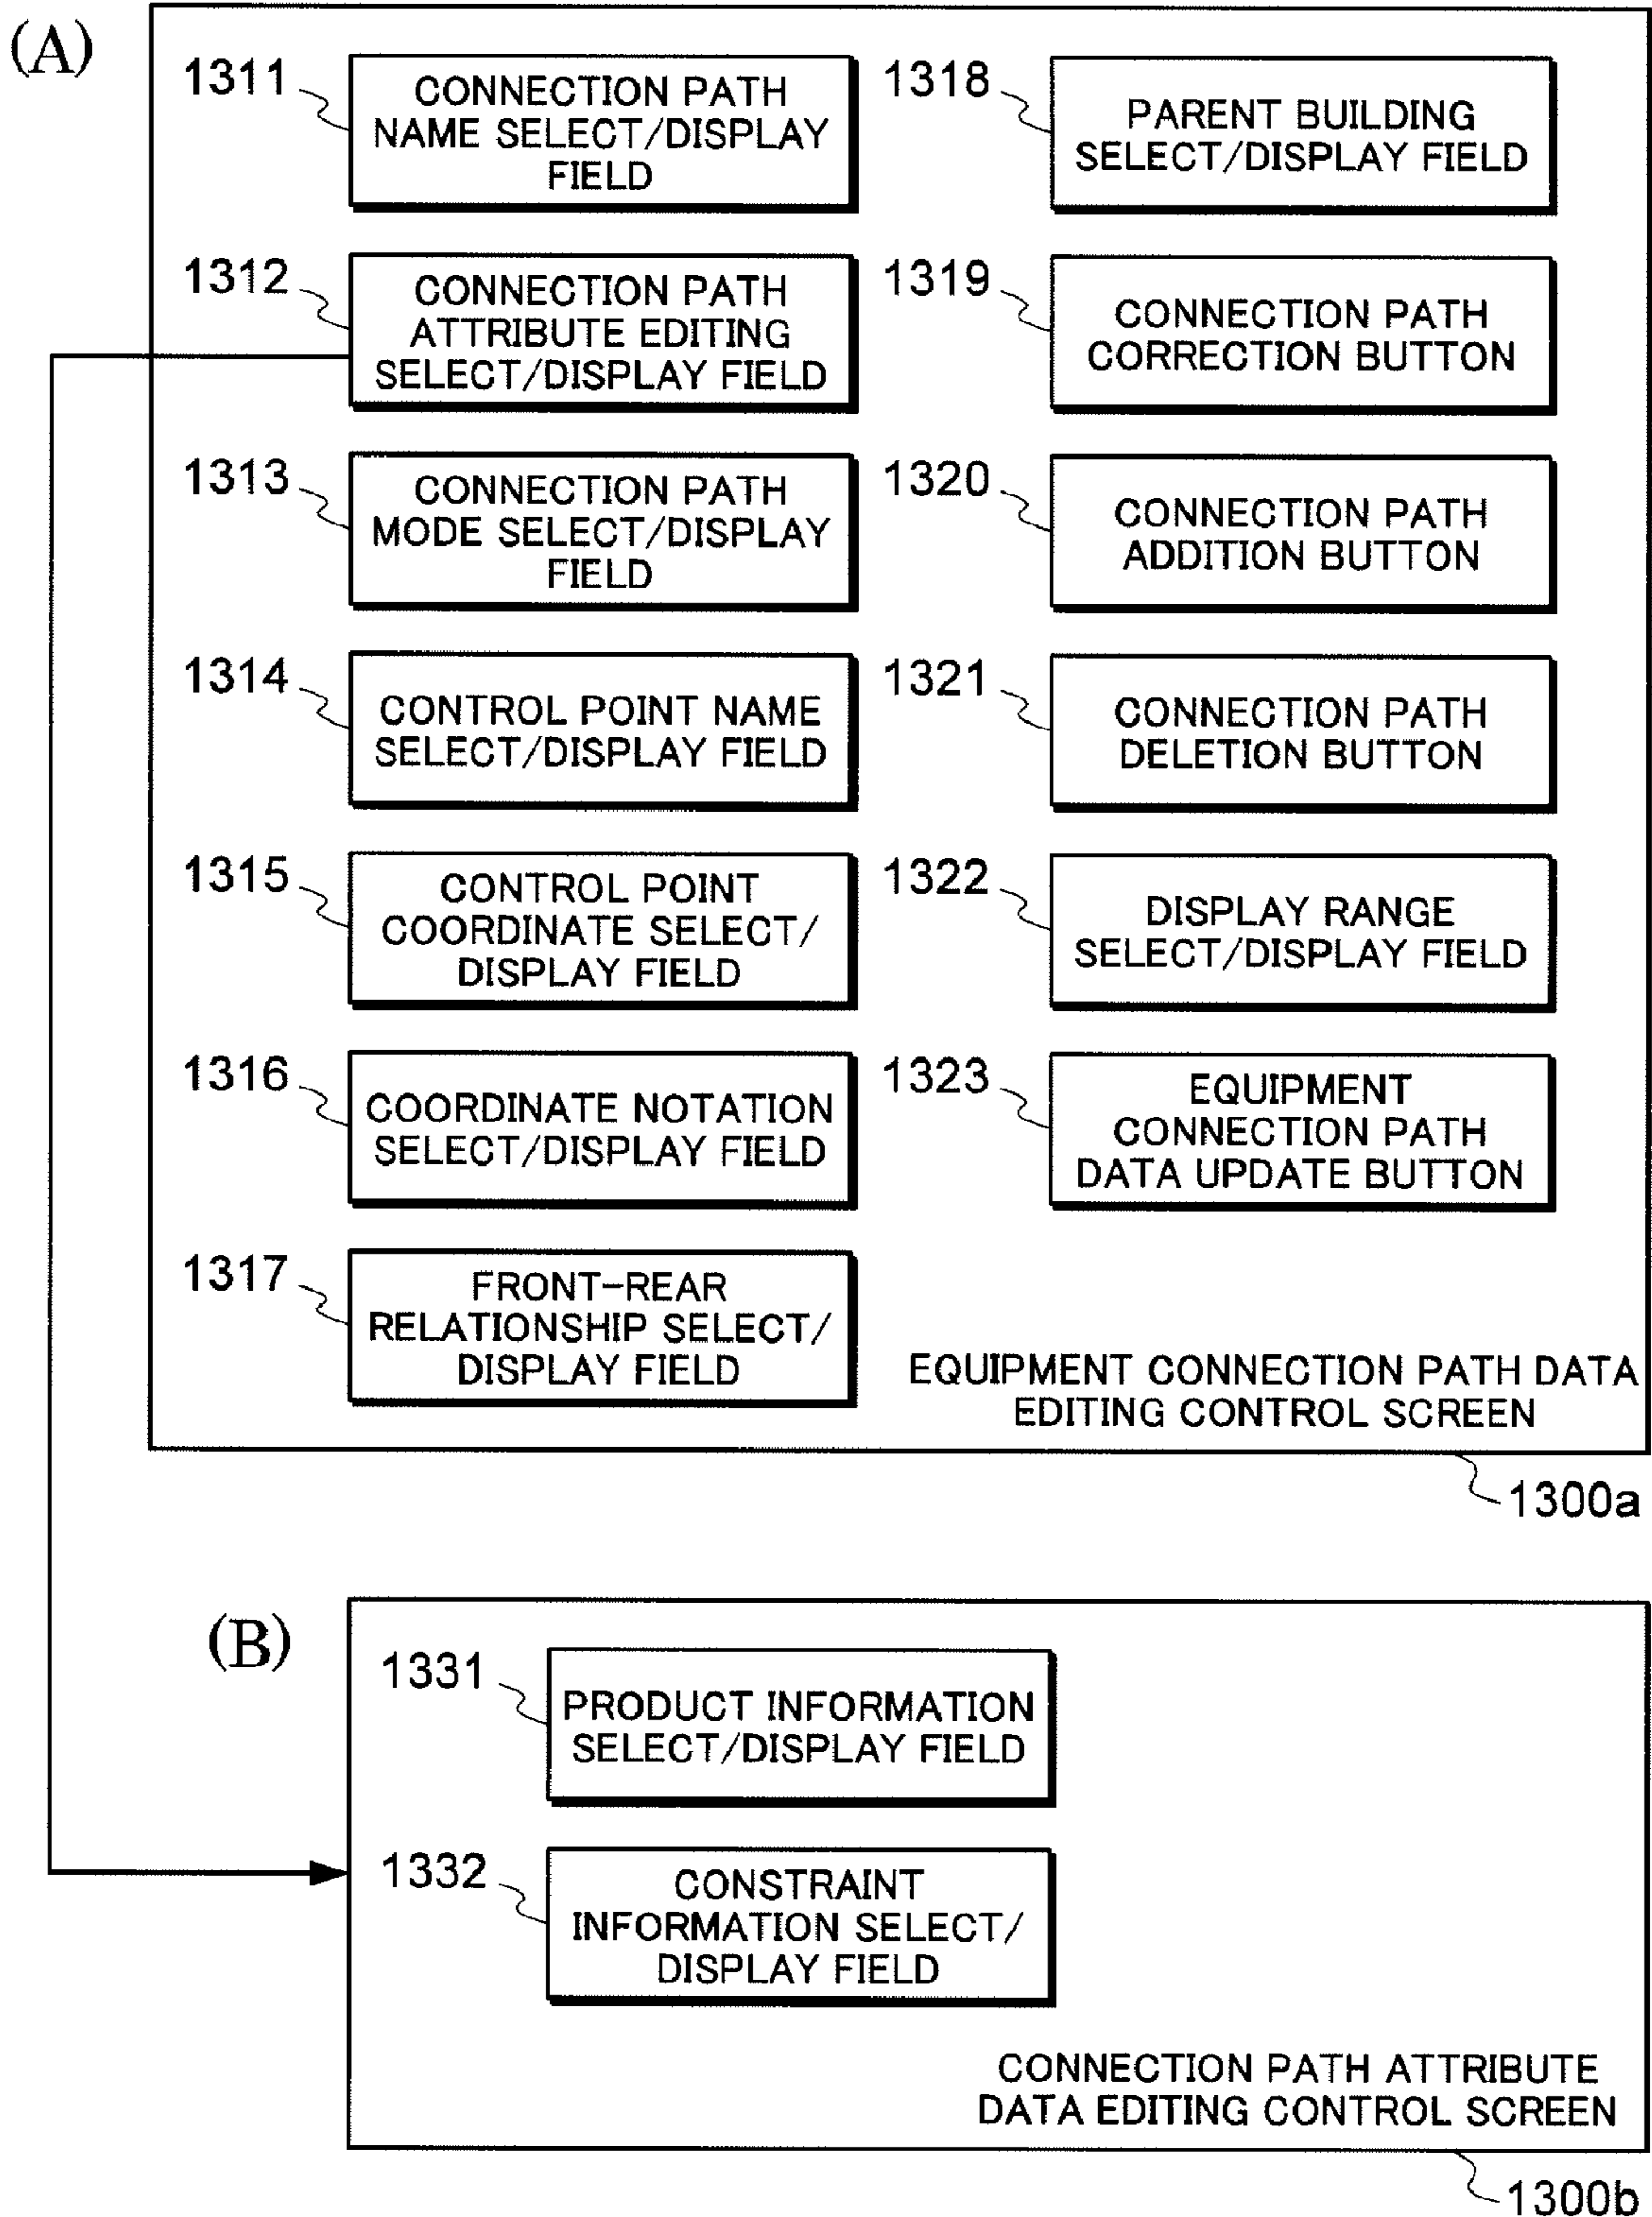 (A)
1311
CONNECTION PATH
NAME SELECT/DISPLAY
FIELD
1312
CONNECTION PATH
ATTRIBUTE EDITING
SELECT/DISPLAY FIELD
1313
CONNECTION PATH
MODE SELECT/DISPLAY
FIELD
1314
CONTROL POINT NAME
SELECT/DISPLAY FIELD
1315
CONTROL POINT
COORDINATE SELECT/
DISPLAY FIELD
1316
COORDINATE NOTATION
SELECT/DISPLAY FIELD
1317
FRONT-REAR
RELATIONSHIP SELECT/
DISPLAY FIELD
1318
PARENT BUILDING
SELECT/DISPLAY FIELD
1319
CONNECTION PATH
CORRECTION BUTTON
1320
CONNECTION PATH
ADDITION BUTTON
1321
CONNECTION PATH
DELETION BUTTON
1322
DISPLAY RANGE
SELECT/DISPLAY FIELD
1323
EQUIPMENT
CONNECTION PATH
DATA UPDATE BUTTON
EQUIPMENT CONNECTION PATH DATA
EDITING CONTROL SCREEN
1300a
(B)
1331
PRODUCT INFORMATION
SELECT/DISPLAY FIELD
1332
CONSTRAINT
INFORMATION SELECT/
DISPLAY FIELD
CONNECTION PATH ATTRIBUTE
DATA EDITING CONTROL SCREEN
1300b